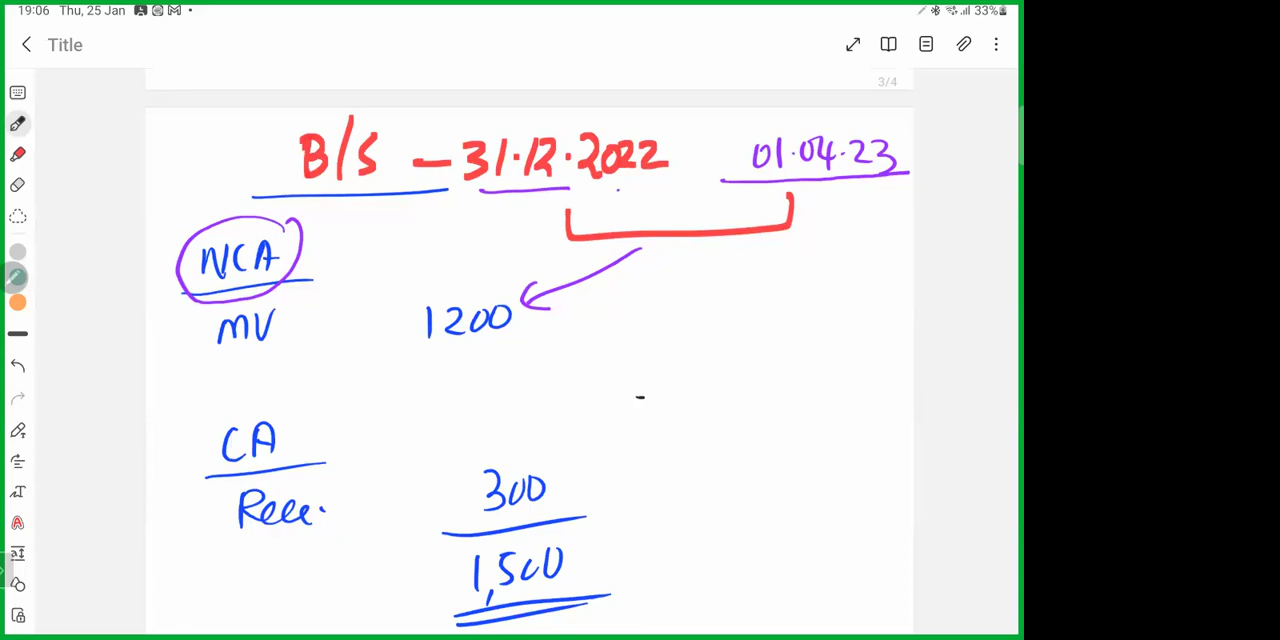 19:06 Thu, 25 Jan 33%
Title
3/4
B/S – 31.12.2022 01.04.23
NCA
MV 1200
CA
300
Rece.
1,500